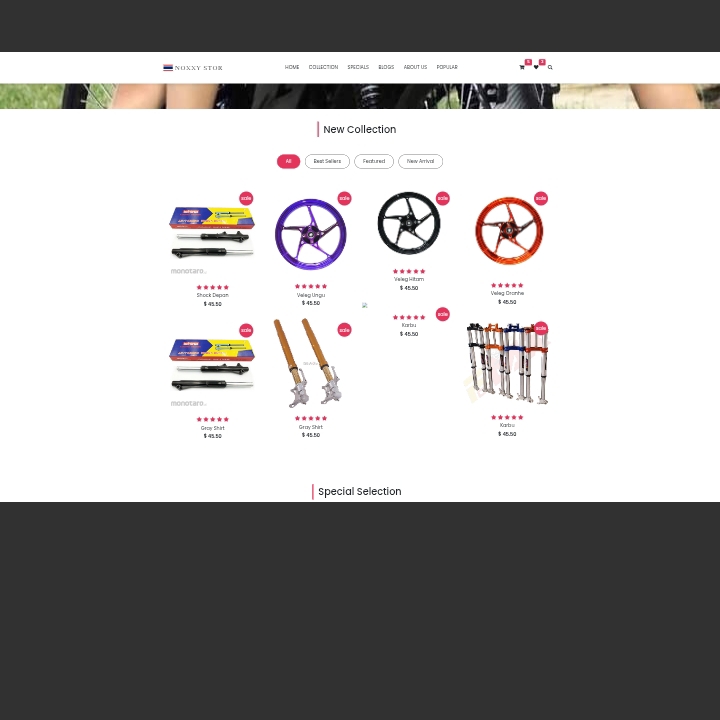 NOXXY STOR
HOME COLLECTION SPECIALS BLOGS ABOUT US POPULAR
New Collection
All Best Sellers Featured New Arrival
sale sale sale sale
monotaro
Shock Depan
$ 45.50
Veleg Ungu
$ 45.50
Veleg Hitam
$ 45.50
Veleg Oranhe
$ 45.50
sale sale sale sale
monotaro
Gray Shirt
$ 45.50
Gray Shirt
$ 45.50
Karbu
$ 45.50
Karbu
$ 45.50
Special Selection